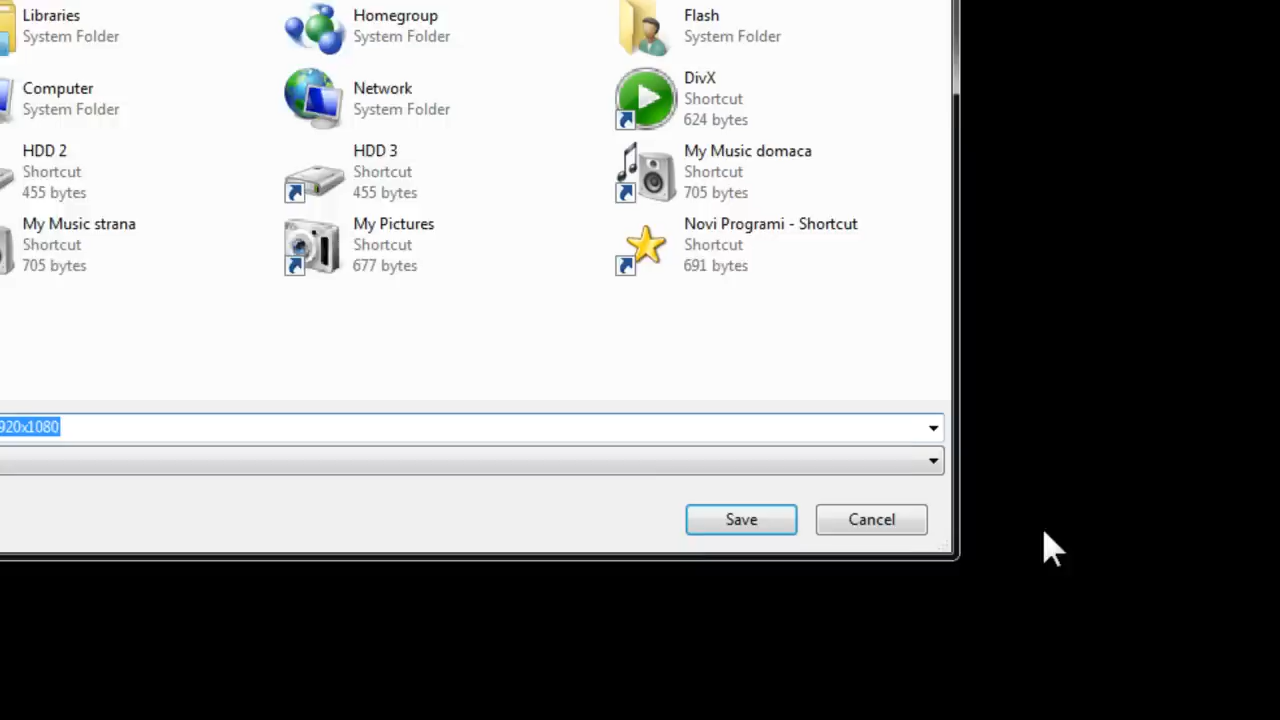 Libraries
System Folder
Homegroup
System Folder
Flash
System Folder
Computer
System Folder
Network
System Folder
DivX
Shortcut
624 bytes
HDD 2
Shortcut
455 bytes
HDD 3
Shortcut
455 bytes
My Music domaca
Shortcut
705 bytes
My Music strana
Shortcut
705 bytes
My Pictures
Shortcut
677 bytes
Novi Programi - Shortcut
Shortcut
691 bytes
920x1080
Save
Cancel